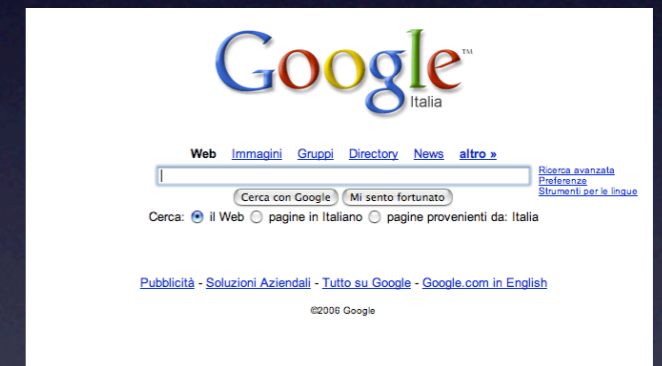 Google™
Italia
Web Immagini Gruppi Directory News altro »
Ricerca avanzata
Preferenze
Strumenti per le lingue
Cerca con Google Mi sento fortunato
Cerca: il Web pagine in Italiano pagine provenienti da: Italia
Pubblicità - Soluzioni Aziendali - Tutto su Google - Google.com in English
©2006 Google